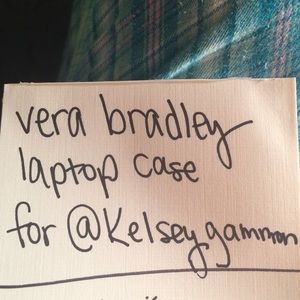 vera bradley
laptop case
for @Kelseygammon